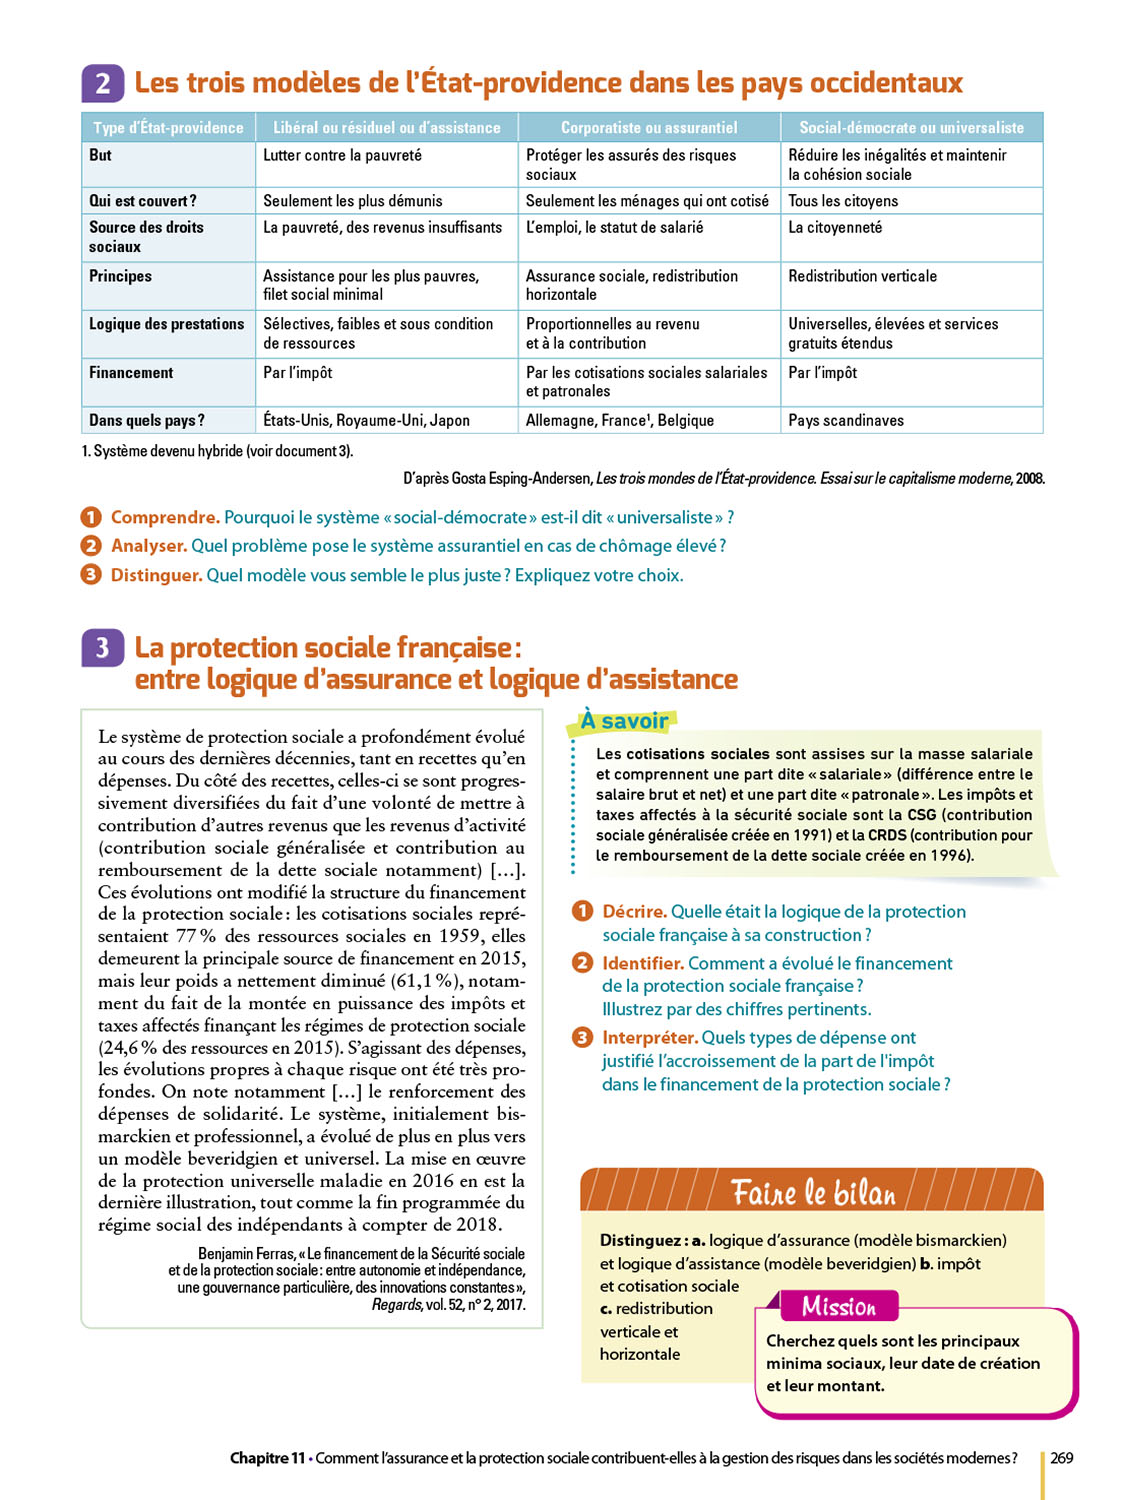 2 Les trois modèles de l'État-providence dans les pays occidentaux
Type d'État-providence | Libéral ou résiduel ou d'assistance | Corporatiste ou assurantiel | Social-démocrate ou universaliste
But | Lutter contre la pauvreté | Protéger les assurés des risques sociaux | Réduire les inégalités et maintenir la cohésion sociale
Qui est couvert ? | Seulement les plus démunis | Seulement les ménages qui ont cotisé | Tous les citoyens
Source des droits sociaux | La pauvreté, des revenus insuffisants | L'emploi, le statut de salarié | La citoyenneté
Principes | Assistance pour les plus pauvres, filet social minimal | Assurance sociale, redistribution horizontale | Redistribution verticale
Logique des prestations | Sélectives, faibles et sous condition de ressources | Proportionnelles au revenu et à la contribution | Universelles, élevées et services gratuits étendus
Financement | Par l'impôt | Par les cotisations sociales salariales et patronales | Par l'impôt
Dans quels pays ? | États-Unis, Royaume-Uni, Japon | Allemagne, France¹, Belgique | Pays scandinaves
1. Système devenu hybride (voir document 3).
D'après Gosta Esping-Andersen, Les trois mondes de l'État-providence. Essai sur le capitalisme moderne, 2008.
1 Comprendre. Pourquoi le système « social-démocrate » est-il dit « universaliste » ?
2 Analyser. Quel problème pose le système assurantiel en cas de chômage élevé ?
3 Distinguer. Quel modèle vous semble le plus juste ? Expliquez votre choix.
3 La protection sociale française :
entre logique d'assurance et logique d'assistance
Le système de protection sociale a profondément évolué
au cours des dernières décennies, tant en recettes qu'en
dépenses. Du côté des recettes, celles-ci se sont progres-
sivement diversifiées du fait d'une volonté de mettre à
contribution d'autres revenus que les revenus d'activité
(contribution sociale généralisée et contribution au
remboursement de la dette sociale notamment) […].
Ces évolutions ont modifié la structure du financement
de la protection sociale : les cotisations sociales repré-
sentaient 77 % des ressources sociales en 1959, elles
demeurent la principale source de financement en 2015,
mais leur poids a nettement diminué (61,1 %), notam-
ment du fait de la montée en puissance des impôts et
taxes affectés finançant les régimes de protection sociale
(24,6 % des ressources en 2015). S'agissant des dépenses,
les évolutions propres à chaque risque ont été très pro-
fondes. On note notamment […] le renforcement des
dépenses de solidarité. Le système, initialement bis-
marckien et professionnel, a évolué de plus en plus vers
un modèle beveridgien et universel. La mise en œuvre
de la protection universelle maladie en 2016 en est la
dernière illustration, tout comme la fin programmée du
régime social des indépendants à compter de 2018.
Benjamin Ferras, « Le financement de la Sécurité sociale
et de la protection sociale : entre autonomie et indépendance,
une gouvernance particulière, des innovations constantes »,
Regards, vol. 52, n° 2, 2017.
À savoir
Les cotisations sociales sont assises sur la masse salariale
et comprennent une part dite « salariale » (différence entre le
salaire brut et net) et une part dite « patronale ». Les impôts et
taxes affectés à la sécurité sociale sont la CSG (contribution
sociale généralisée créée en 1991) et la CRDS (contribution pour
le remboursement de la dette sociale créée en 1996).
1 Décrire. Quelle était la logique de la protection
sociale française à sa construction ?
2 Identifier. Comment a évolué le financement
de la protection sociale française ?
Illustrez par des chiffres pertinents.
3 Interpréter. Quels types de dépense ont
justifié l'accroissement de la part de l'impôt
dans le financement de la protection sociale ?
Faire le bilan
Distinguez : a. logique d'assurance (modèle bismarckien)
et logique d'assistance (modèle beveridgien) b. impôt
et cotisation sociale
c. redistribution
verticale et
horizontale
Mission
Cherchez quels sont les principaux
minima sociaux, leur date de création
et leur montant.
Chapitre 11 • Comment l'assurance et la protection sociale contribuent-elles à la gestion des risques dans les sociétés modernes ? 269